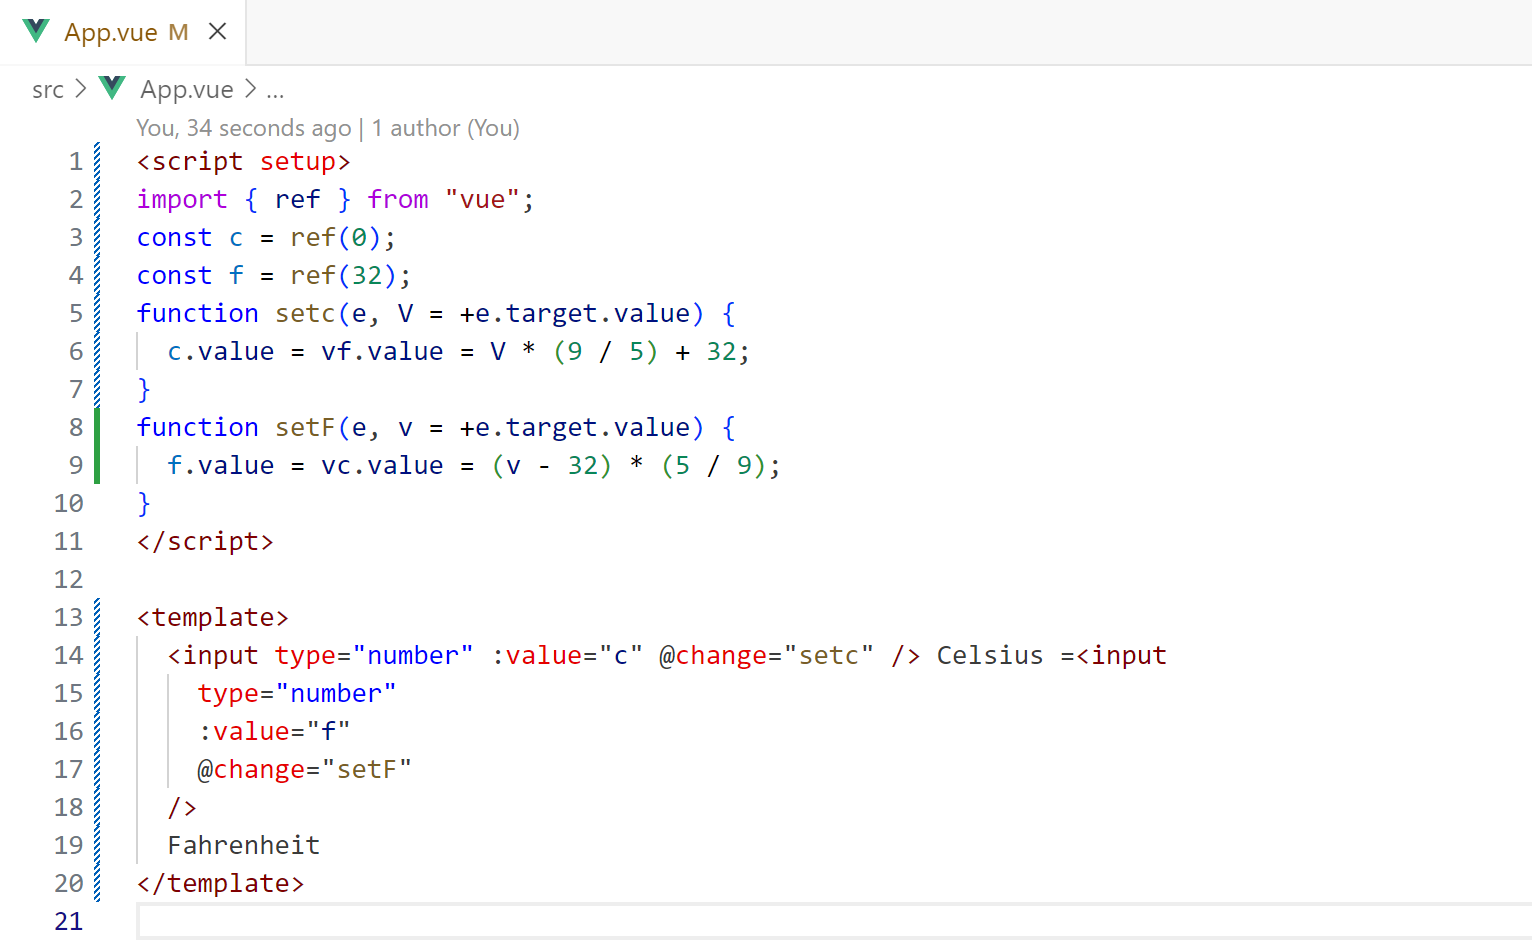 App.vue M
src > App.vue > ...
You, 34 seconds ago | 1 author (You)
1 <script setup>
2 import { ref } from "vue";
3 const c = ref(0);
4 const f = ref(32);
5 function setc(e, V = +e.target.value) {
6   c.value = vf.value = V * (9 / 5) + 32;
7 }
8 function setF(e, v = +e.target.value) {
9   f.value = vc.value = (v - 32) * (5 / 9);
10 }
11 </script>
12
13 <template>
14   <input type="number" :value="c" @change="setc" /> Celsius =<input
15     type="number"
16     :value="f"
17     @change="setF"
18   />
19   Fahrenheit
20 </template>
21